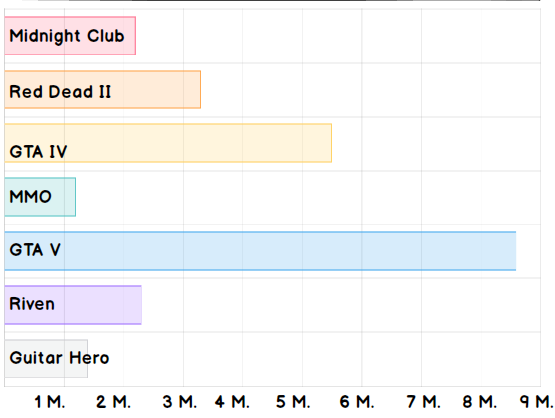 Midnight Club
Red Dead II
GTA IV
MMO
GTA V
Riven
Guitar Hero
1 M. 2 M. 3 M. 4 M. 5 M. 6 M. 7 M. 8 M. 9 M.